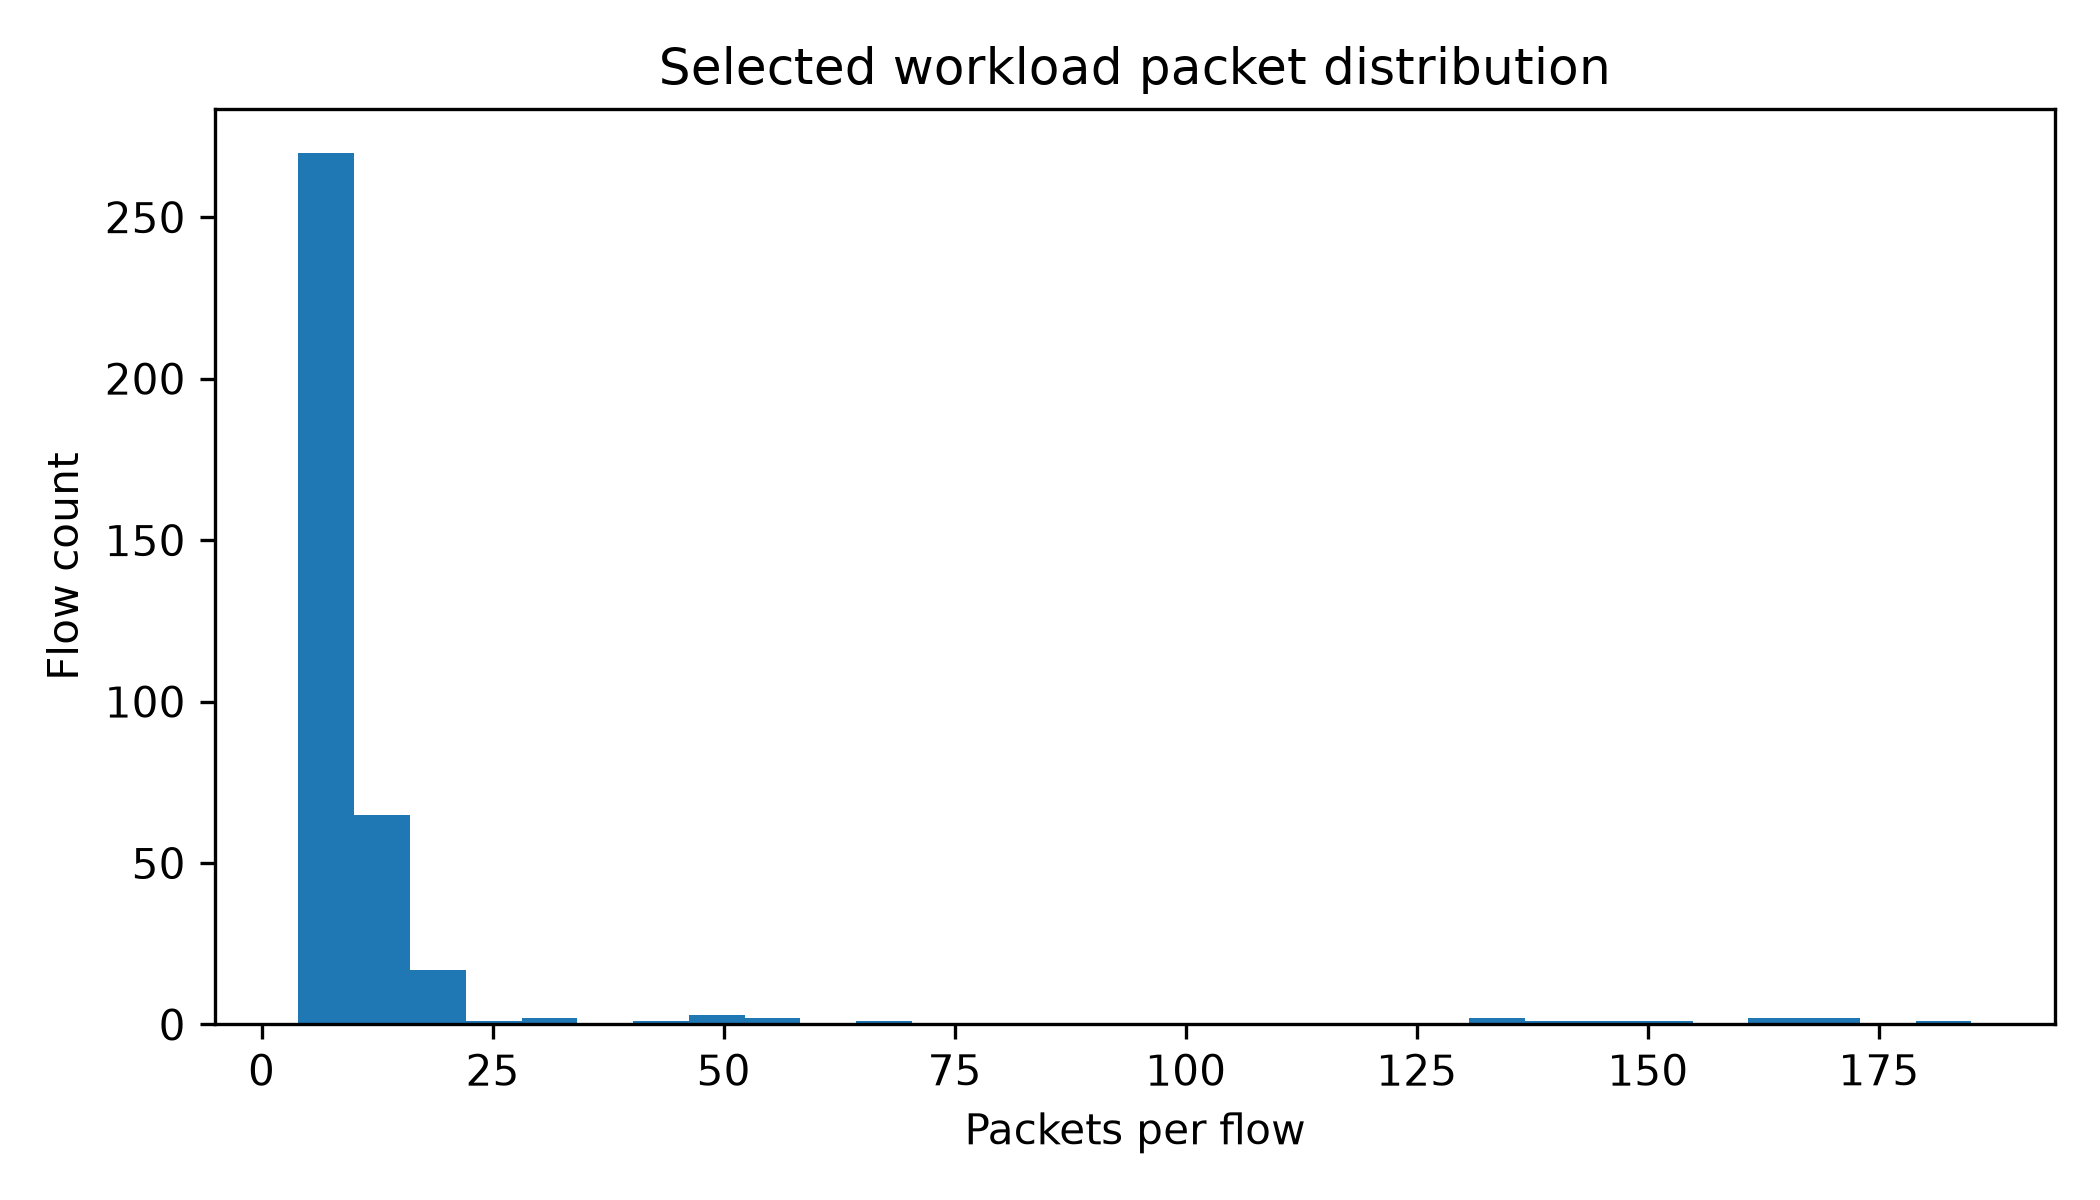 Selected workload packet distribution
Flow count
250
200
150
100
50
0
0 25 50 75 100 125 150 175
Packets per flow